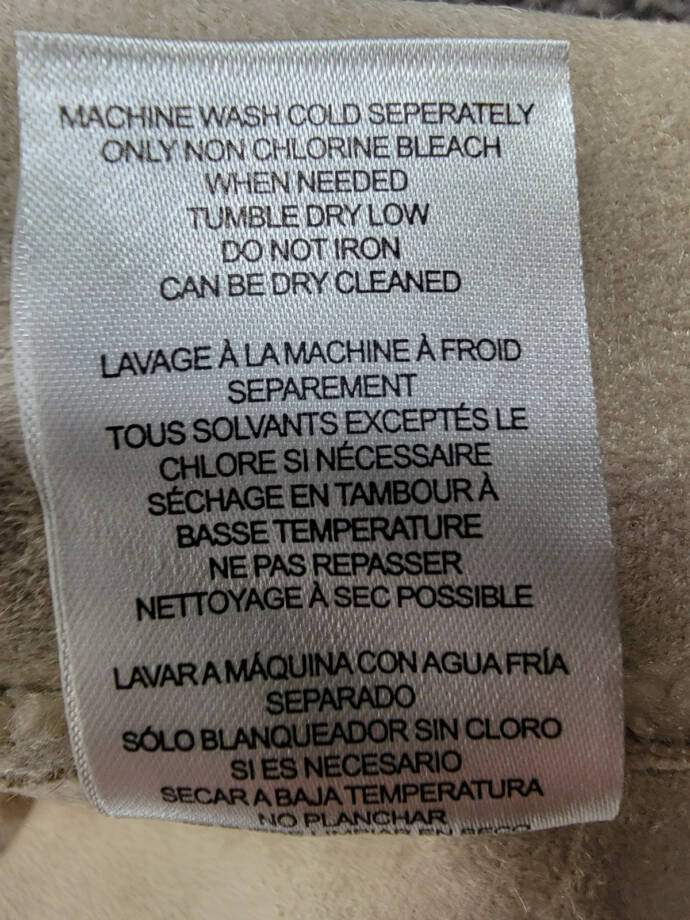 MACHINE WASH COLD SEPERATELY
ONLY NON CHLORINE BLEACH
WHEN NEEDED
TUMBLE DRY LOW
DO NOT IRON
CAN BE DRY CLEANED
LAVAGE À LA MACHINE À FROID
SEPAREMENT
TOUS SOLVANTS EXCEPTÉS LE
CHLORE SI NÉCESSAIRE
SÉCHAGE EN TAMBOUR À
BASSE TEMPERATURE
NE PAS REPASSER
NETTOYAGE À SEC POSSIBLE
LAVAR A MÁQUINA CON AGUA FRÍA
SEPARADO
SÓLO BLANQUEADOR SIN CLORO
SI ES NECESARIO
SECAR A BAJA TEMPERATURA
NO PLANCHAR
LIMPIAR EN SECO